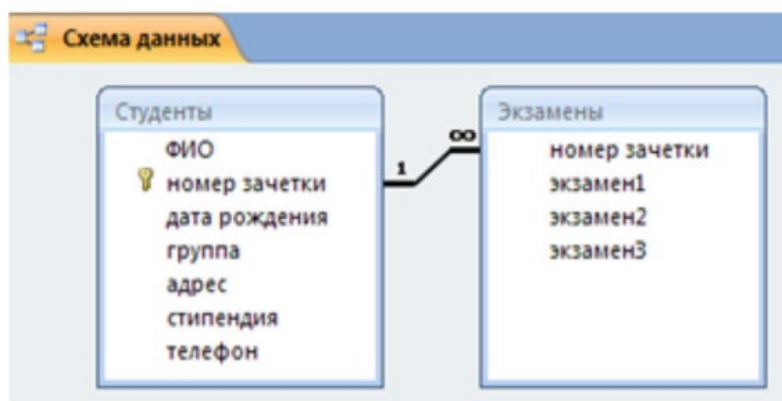 Схема данных
Студенты
ФИО
номер зачетки
дата рождения
группа
адрес
стипендия
телефон
1
∞
Экзамены
номер зачетки
экзамен1
экзамен2
экзамен3